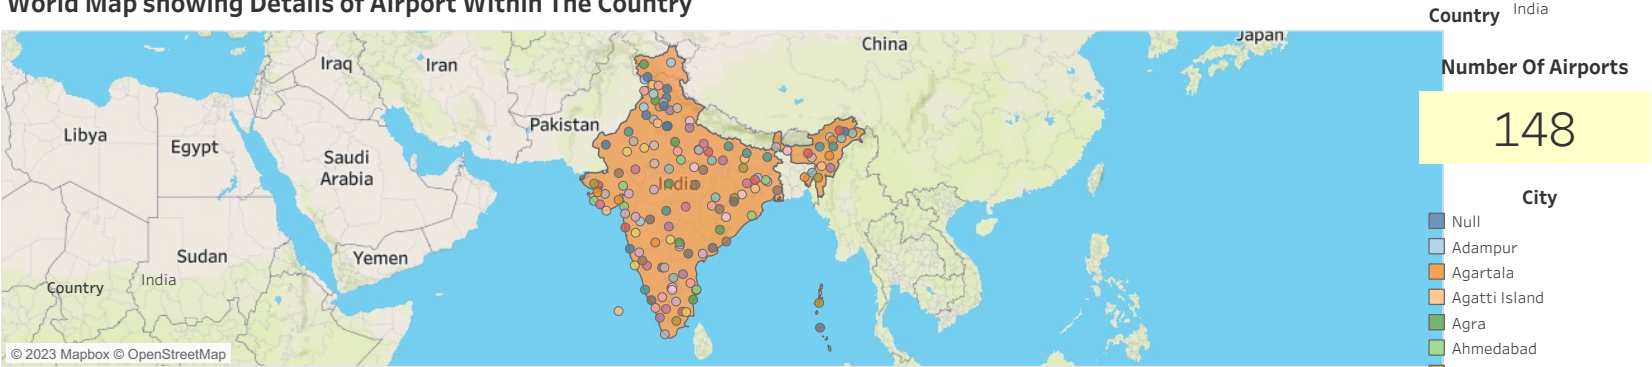 World Map showing Details of Airport Within The Country
Country India
Number Of Airports
148
City
Null
Adampur
Agartala
Agatti Island
Agra
Ahmedabad
China
Japan
Iraq
Iran
Pakistan
Libya
Egypt
Saudi
Arabia
India
Sudan
Yemen
Country India
© 2023 Mapbox © OpenStreetMap